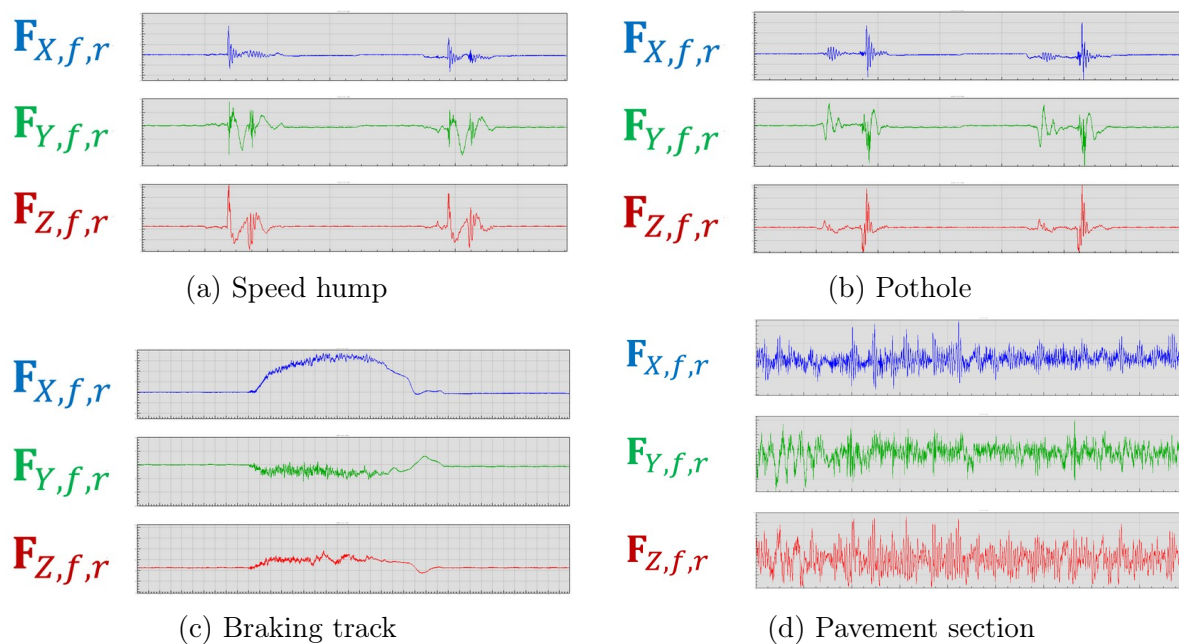 F_{X,f,r}
F_{Y,f,r}
F_{Z,f,r}
(a) Speed hump
F_{X,f,r}
F_{Y,f,r}
F_{Z,f,r}
(b) Pothole
F_{X,f,r}
F_{Y,f,r}
F_{Z,f,r}
(c) Braking track
F_{X,f,r}
F_{Y,f,r}
F_{Z,f,r}
(d) Pavement section